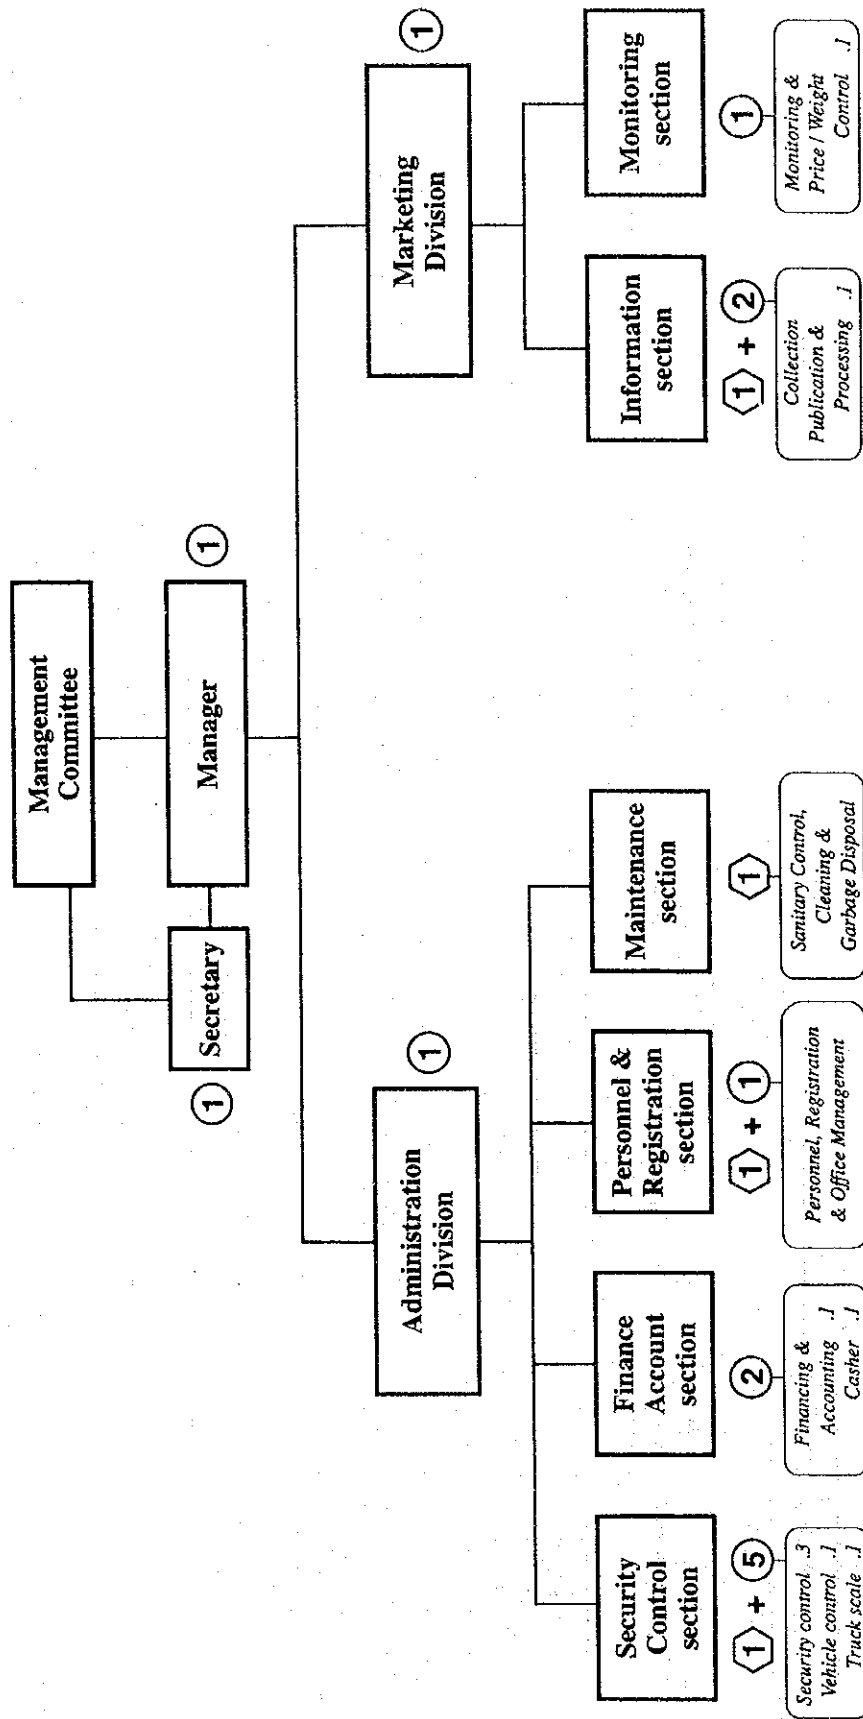 Management
Committee
Manager
1
Secretary
1
Administration
Division
1
Marketing
Division
1
Security
Control
section
1 + 5
Security control .3
Vehicle control .1
Truck scale .1
Finance
Account
section
2
Financing &
Accounting .1
Casher .1
Personnel &
Registration
section
1 + 1
Personnel, Registration
& Office Management
Maintenance
section
1
Sanitary Control,
Cleaning &
Garbage Disposal
Information
section
1 + 2
Collection
Publication &
Processing .1
Monitoring
section
1
Monitoring &
Price / Weight
Control .1